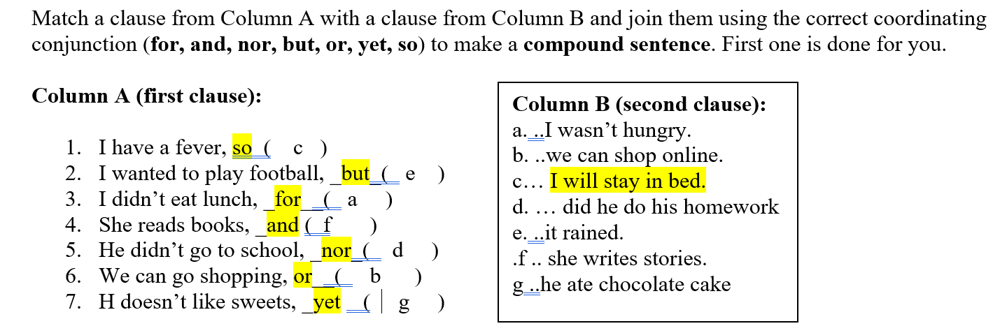 Match a clause from Column A with a clause from Column B and join them using the correct coordinating
conjunction (for, and, nor, but, or, yet, so) to make a compound sentence. First one is done for you.
Column A (first clause):
1. I have a fever, so ( c )
2. I wanted to play football, _but_( e )
3. I didn't eat lunch, _for__( a )
4. She reads books, _and ( f )
5. He didn't go to school, _nor_( d )
6. We can go shopping, or__( b )
7. H doesn't like sweets, _yet _( g )
Column B (second clause):
a. ..I wasn't hungry.
b. ..we can shop online.
c… I will stay in bed.
d. … did he do his homework
e. ..it rained.
.f .. she writes stories.
g ..he ate chocolate cake